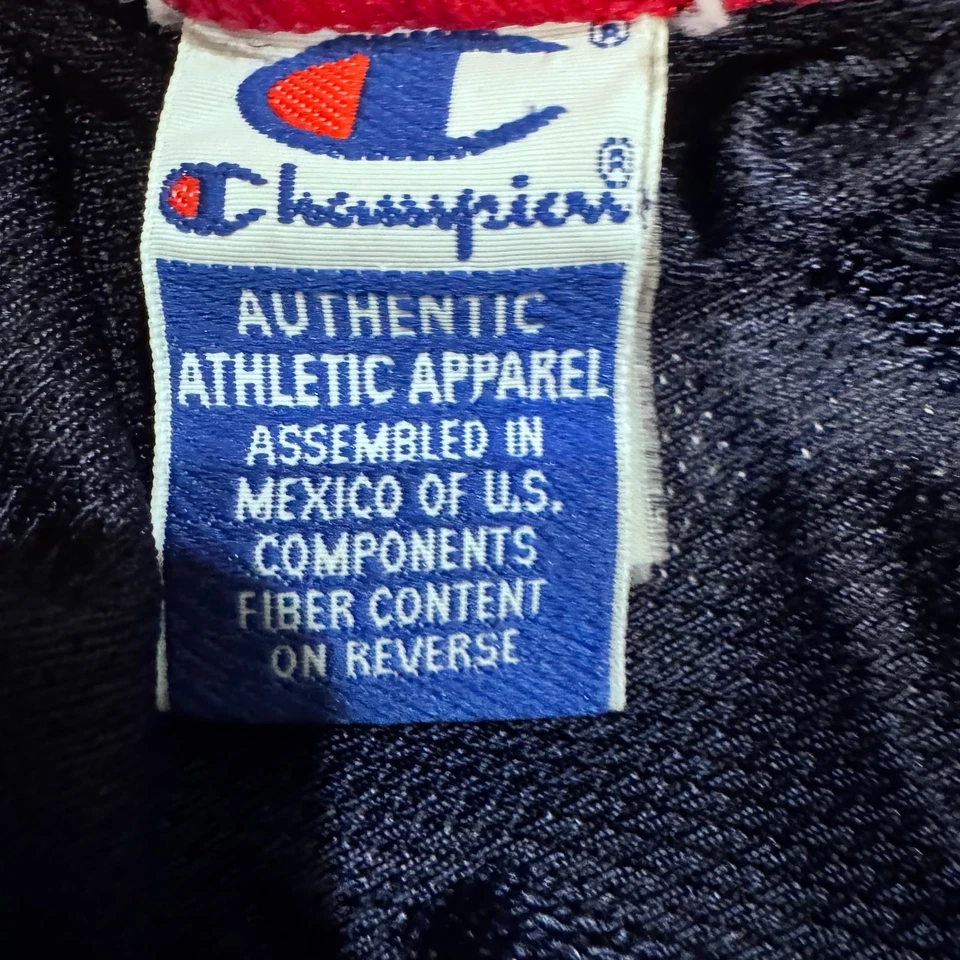 ®
Champion®
AUTHENTIC
ATHLETIC APPAREL
ASSEMBLED IN
MEXICO OF U.S.
COMPONENTS
FIBER CONTENT
ON REVERSE